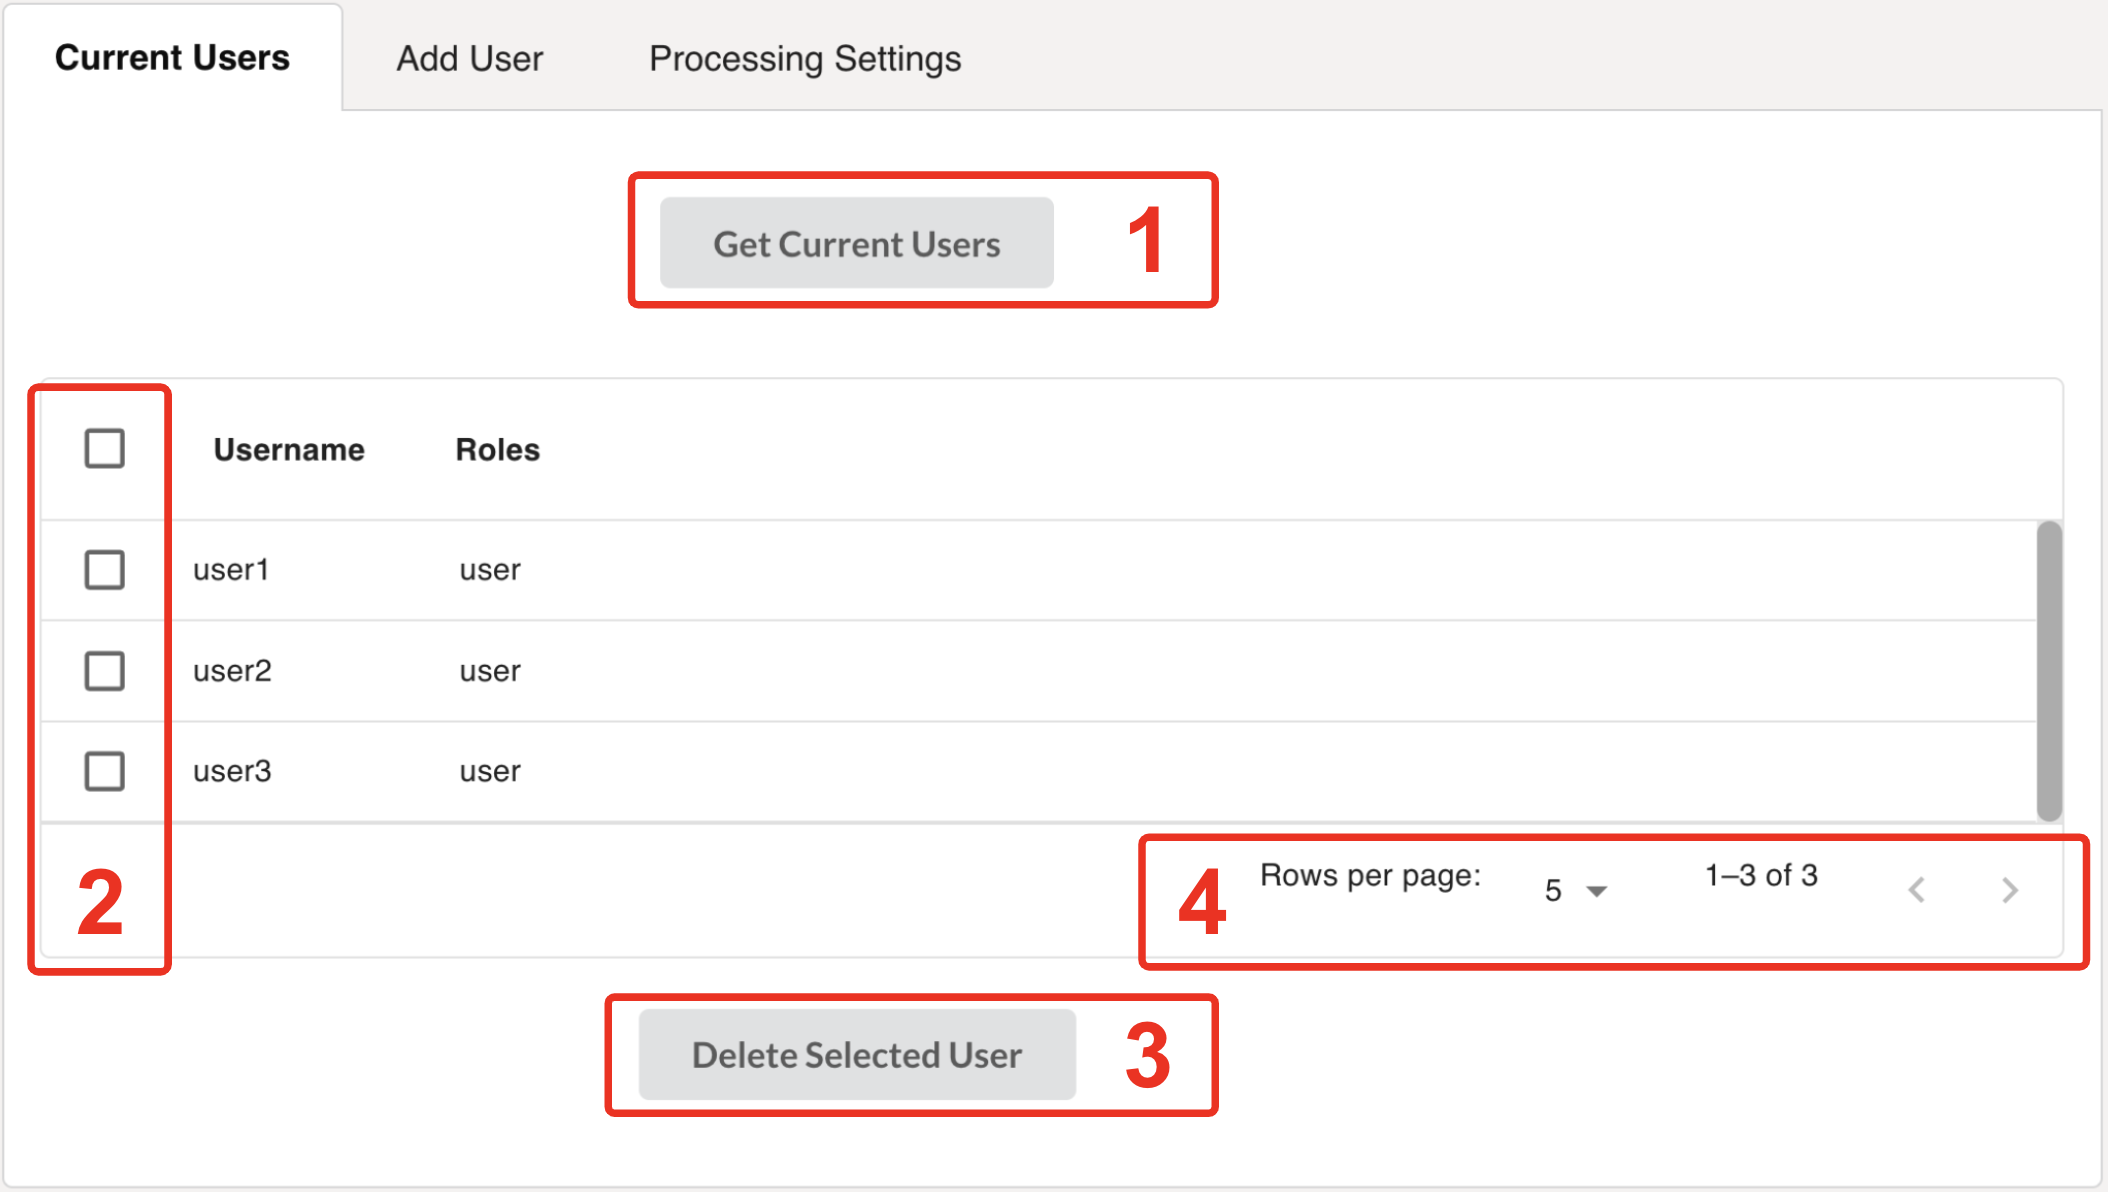 Current Users Add User Processing Settings
Get Current Users 1
Username Roles
user1 user
user2 user
user3 user
2 4 Rows per page: 5 1–3 of 3
Delete Selected User 3